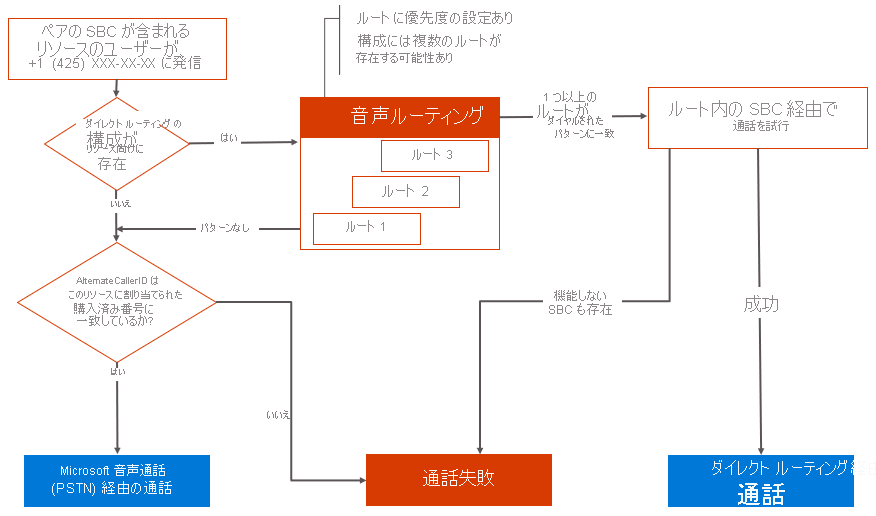 ペアの SBC が含まれる
リソースのユーザーが、
+1 (425) XXX-XX-XX に発信
ルートに優先度の設定あり
構成には複数のルートが
存在する可能性あり
ダイレクト ルーティング の
構成が
リソース向けに
存在
はい
いいえ
音声ルーティング
ルート 3
ルート 2
ルート 1
パターンなし
1 つ以上の
ルートが
ダイヤルされた
パターンに一致
ルート内の SBC 経由で
通話を試行
AlternateCallerID は
このリソースに割り当てられた
購入済み番号に
一致しているか?
はい
いいえ
機能しない
SBC も存在
成功
Microsoft 音声通話
(PSTN) 経由の通話
通話失敗
ダイレクト ルーティング経由
通話